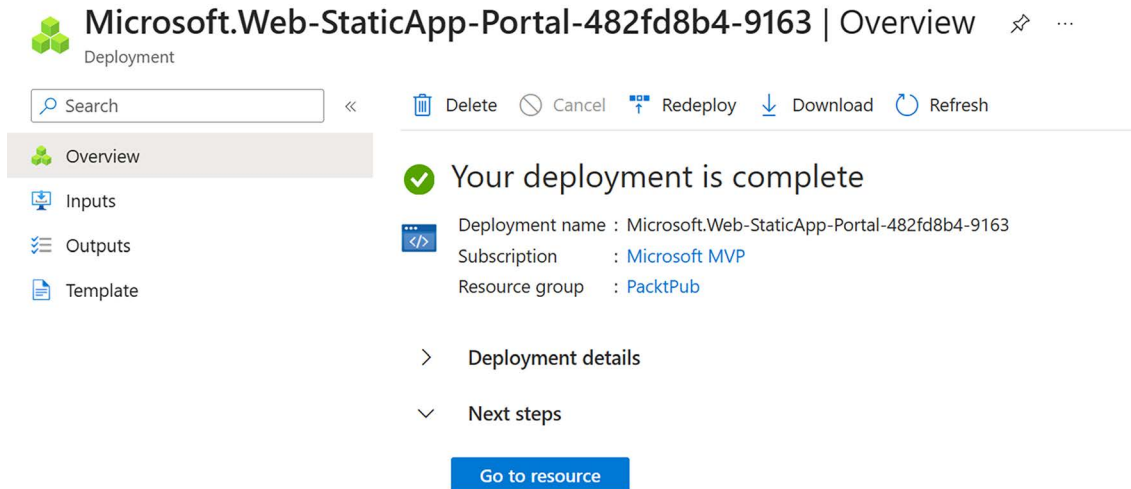 Microsoft.Web-StaticApp-Portal-482fd8b4-9163 | Overview
Deployment
Search
Delete Cancel Redeploy Download Refresh
Overview
Inputs
Outputs
Template
Your deployment is complete
Deployment name : Microsoft.Web-StaticApp-Portal-482fd8b4-9163
Subscription : Microsoft MVP
Resource group : PacktPub
Deployment details
Next steps
Go to resource